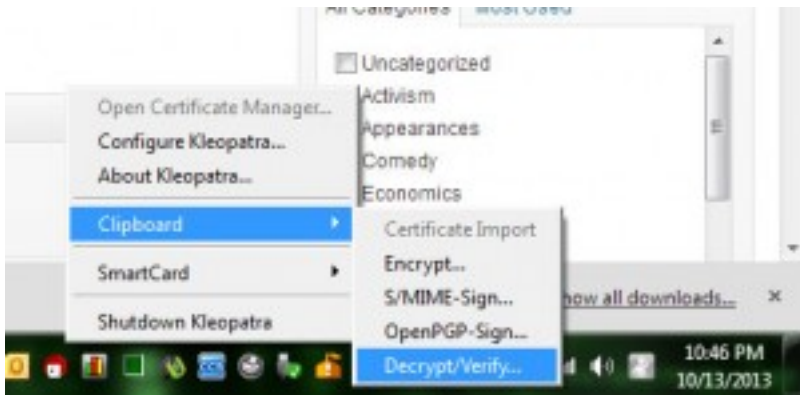 All Categories Most Used
Uncategorized
Activism
Appearances
Comedy
Economics
Open Certificate Manager...
Configure Kleopatra...
About Kleopatra...
Clipboard
SmartCard
Shutdown Kleopatra
Certificate Import
Encrypt...
S/MIME-Sign...
OpenPGP-Sign...
Decrypt/Verify...
how all downloads...
10:46 PM
10/13/2013